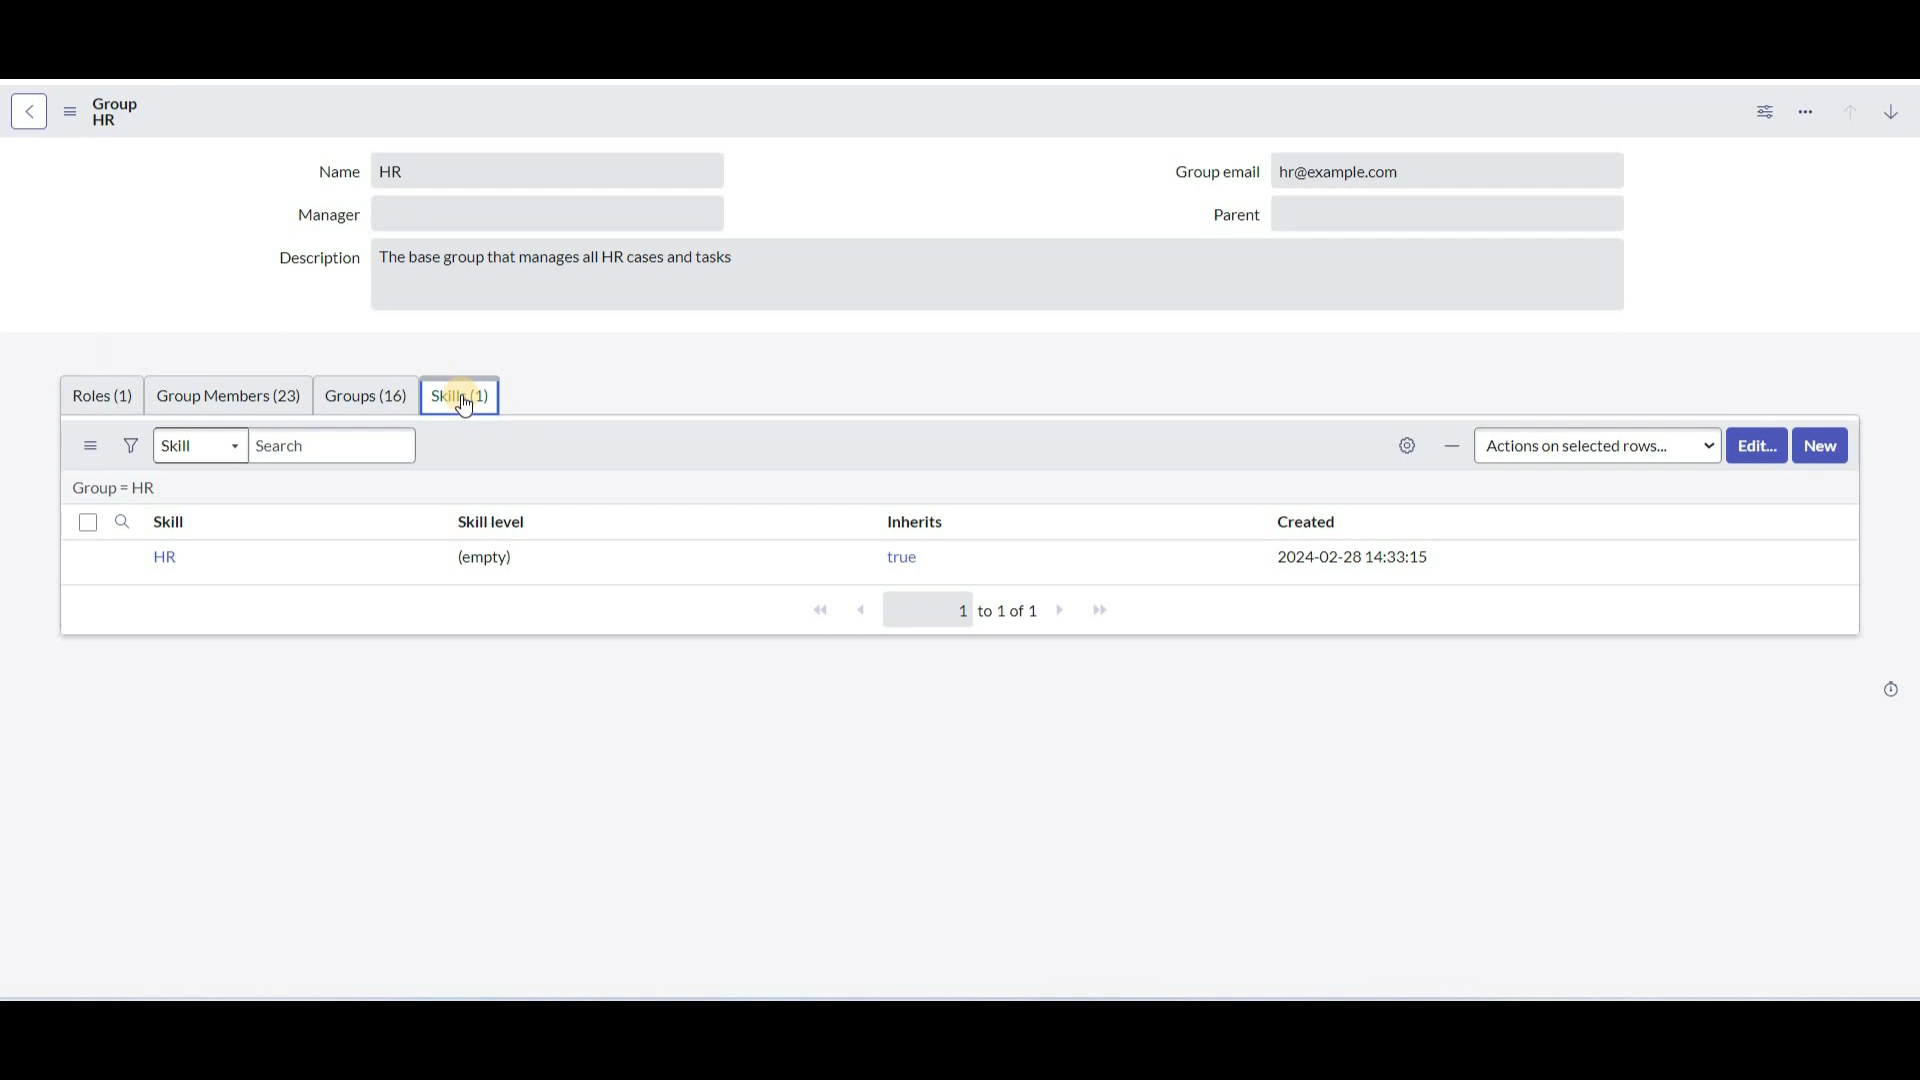 Group
HR
Name HR
Group email hr@example.com
Manager
Parent
Description The base group that manages all HR cases and tasks
Roles (1) Group Members (23) Groups (16) Skills (1)
Skill Search Actions on selected rows... Edit... New
Group = HR
Skill Skill level Inherits Created
HR (empty) true 2024-02-28 14:33:15
1 to 1 of 1